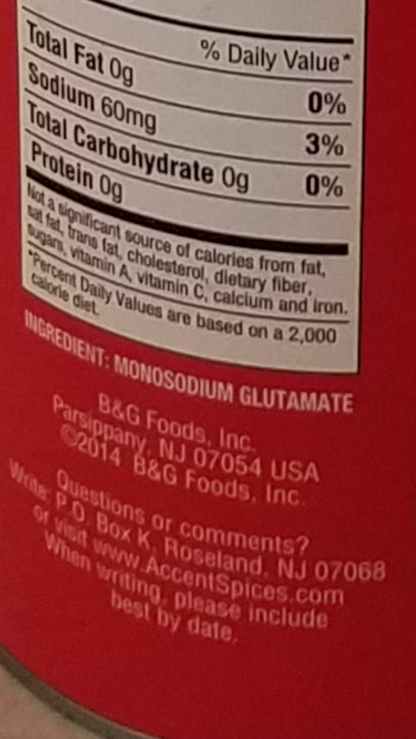 % Daily Value*
Total Fat 0g 0%
Sodium 60mg 3%
Total Carbohydrate 0g 0%
Protein 0g
Not a significant source of calories from fat,
sat fat, trans fat, cholesterol, dietary fiber,
sugars, vitamin A, vitamin C, calcium and iron.
*Percent Daily Values are based on a 2,000
calorie diet.
INGREDIENT: MONOSODIUM GLUTAMATE
B&G Foods, Inc.
Parsippany, NJ 07054 USA
©2014 B&G Foods, Inc.
Questions or comments?
Write: P.O. Box K, Roseland, NJ 07068
or visit www.AccentSpices.com
When writing, please include
best by date.